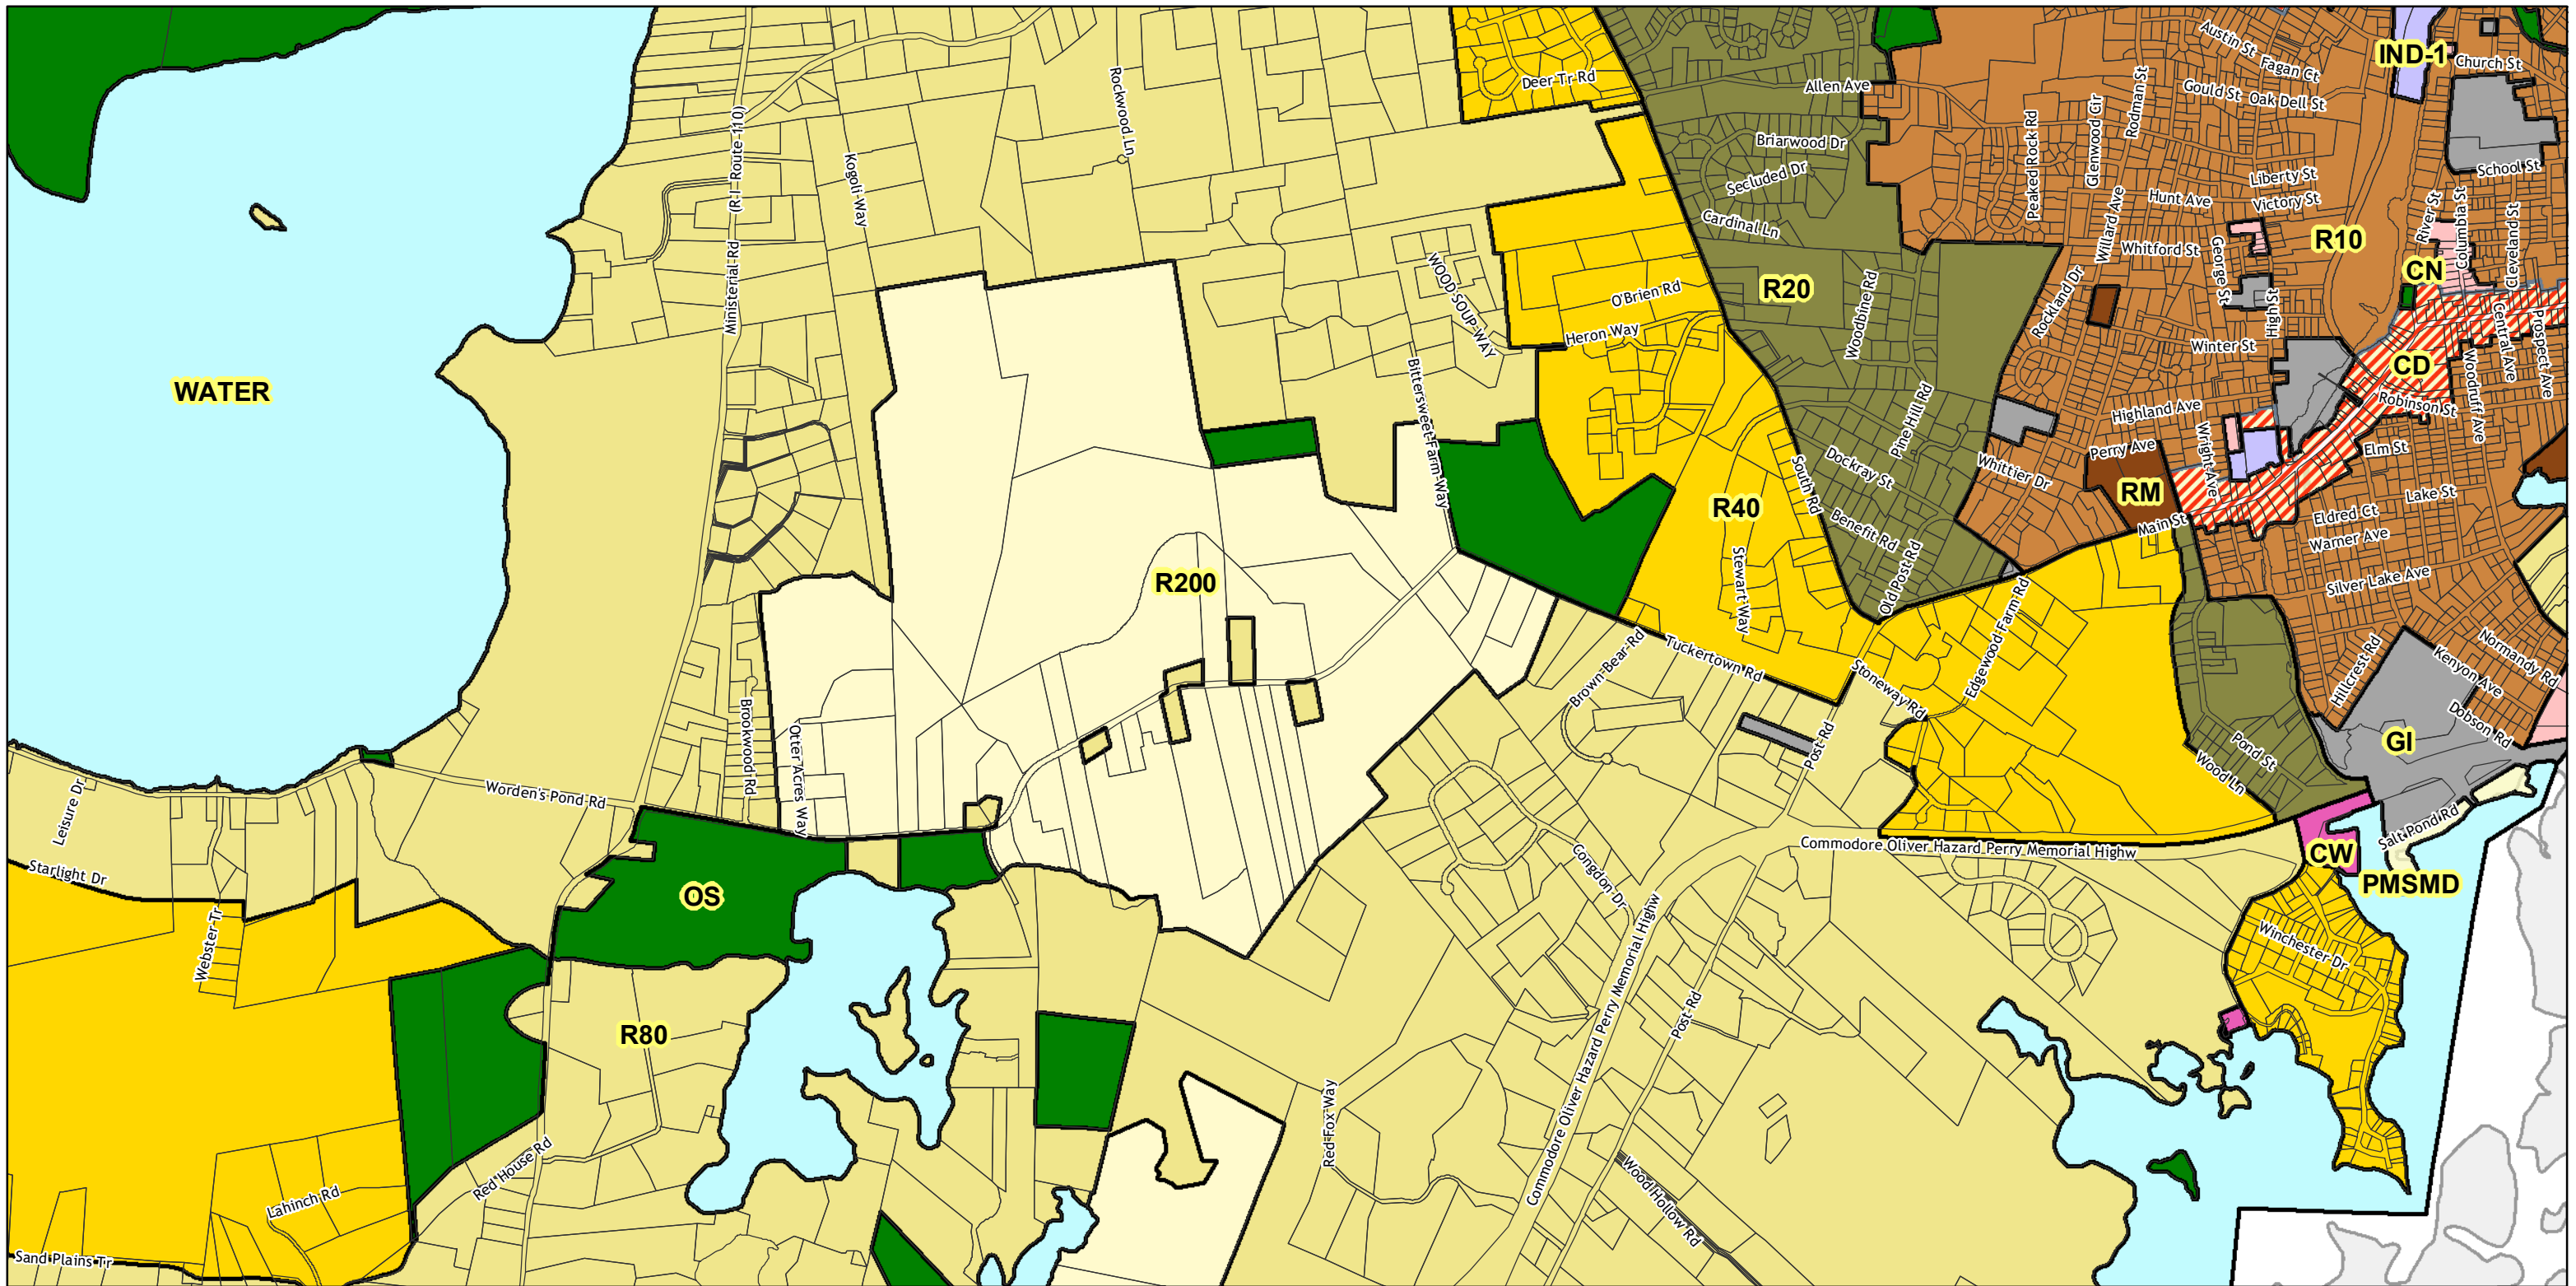 Austin St
Fagan Ct
IND-1
Church St
Deer Tr Rd
Allen Ave
Gould St
Oak Dell St
Rockwood Ln
(R I Route 110)
Kogoli Way
Briarwood Dr
Secluded Dr
Cardinal Ln
Peaked Rock Rd
Glenwood Cir
Rodman St
Liberty St
School St
Hunt Ave
Victory St
Willard Ave
Whitford St
George St
R10
River St
Columbia St
Cleveland St
CN
Ministerial Rd
WOOD SOUP WAY
O'Brien Rd
R20
Woodbine Rd
Rockland Dr
High St
Central Ave
Prospect Ave
Heron Way
Winter St
CD
Woodruff Ave
WATER
Bittersweet Farm Way
Pine Hill Rd
Highland Ave
Robinson St
Perry Ave
Wright Ave
Elm St
Dockray St
Whittier Dr
South Rd
RM
Lake St
R40
Benefit Rd
Main St
Eldred Ct
Warner Ave
R200
Stewart Way
Old Post Rd
Silver Lake Ave
Edgewood Farm Rd
Brown Bear Rd
Tuckertown Rd
Stoneway Rd
Hillcrest Rd
Normandy Rd
Kenyon Ave
Brookwood Rd
Otter Acres Way
Post Rd
Dobson Rd
GI
Pond St
Wood Ln
Leisure Dr
Worden's Pond Rd
Salt Pond Rd
Commodore Oliver Hazard Perry Memorial Highw
CW
Starlight Dr
Congdon Dr
PMSMD
OS
Webster Tr
Winchester Dr
Commodore Oliver Hazard Perry Memorial Highw
Post Rd
R80
Red Fox Way
Red House Rd
Lahinch Rd
Wood Hollow Rd
Sand Plains Tr